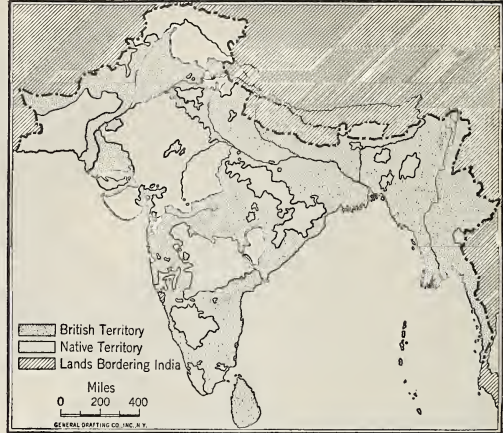 British Territory
Native Territory
Lands Bordering India
Miles
0 200 400
GENERAL DRAFTING CO., INC., N.Y.